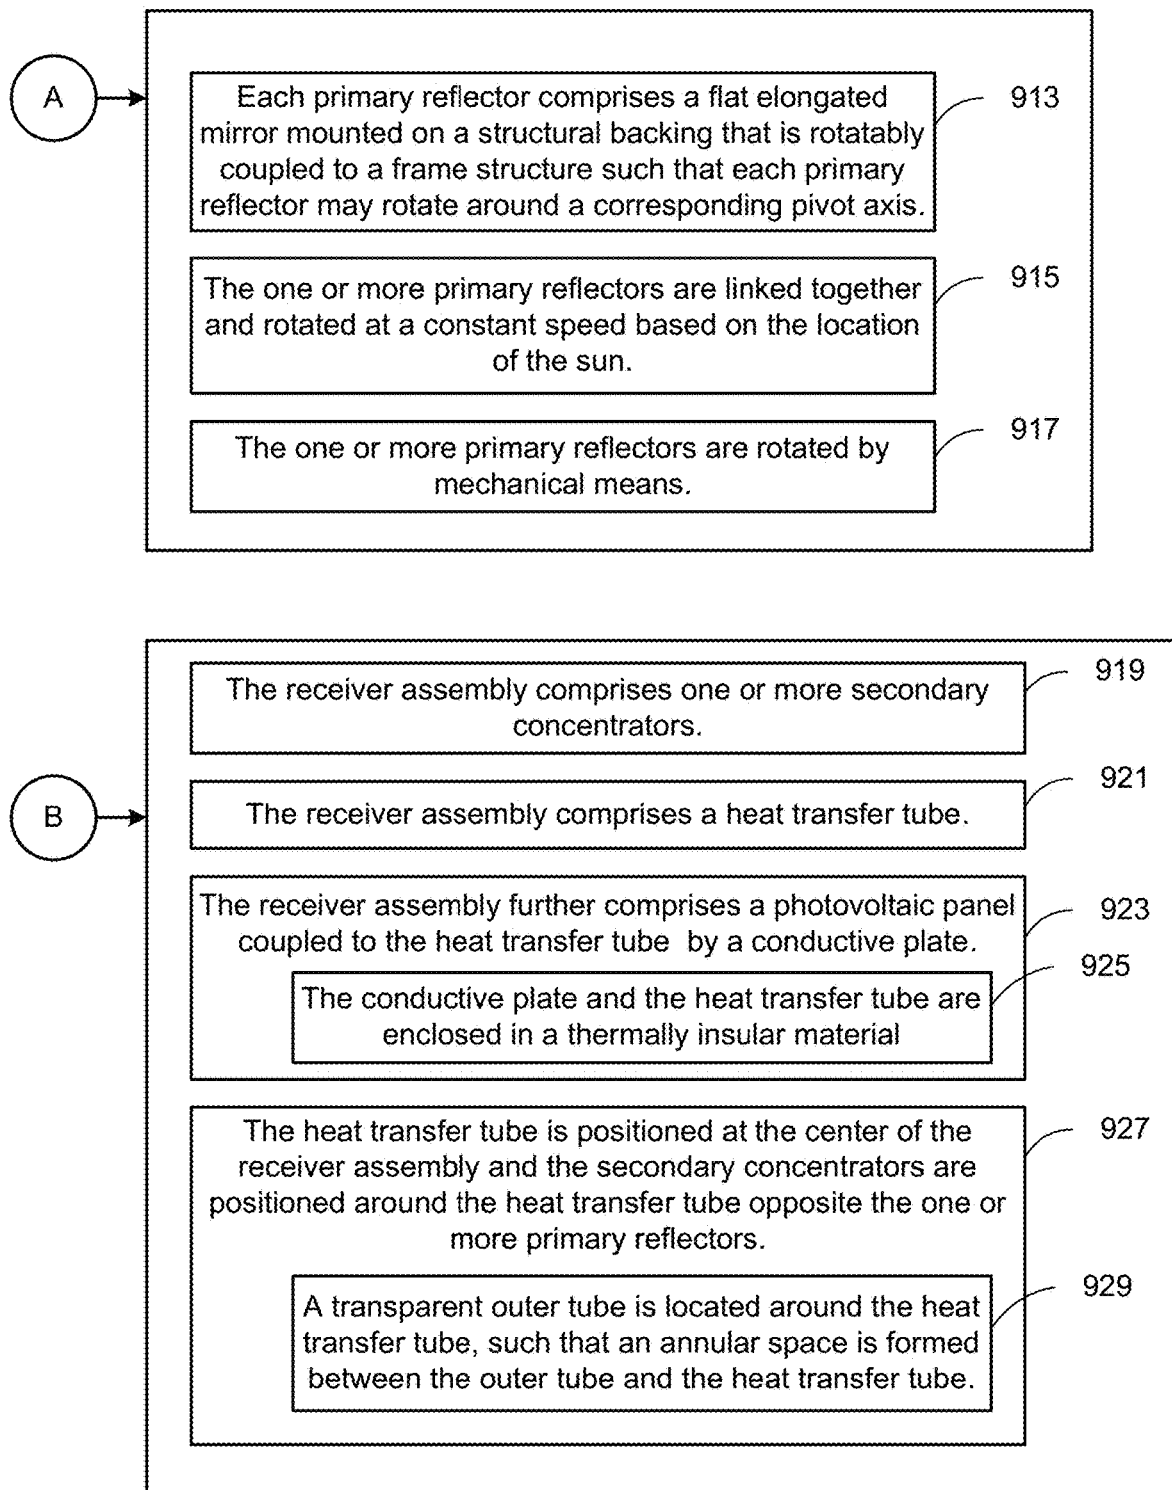 A
Each primary reflector comprises a flat elongated
mirror mounted on a structural backing that is rotatably
coupled to a frame structure such that each primary
reflector may rotate around a corresponding pivot axis.
913
The one or more primary reflectors are linked together
and rotated at a constant speed based on the location
of the sun.
915
The one or more primary reflectors are rotated by
mechanical means.
917
B
The receiver assembly comprises one or more secondary
concentrators.
919
The receiver assembly comprises a heat transfer tube.
921
The receiver assembly further comprises a photovoltaic panel
coupled to the heat transfer tube by a conductive plate.
923
The conductive plate and the heat transfer tube are
enclosed in a thermally insular material
925
The heat transfer tube is positioned at the center of the
receiver assembly and the secondary concentrators are
positioned around the heat transfer tube opposite the one or
more primary reflectors.
927
A transparent outer tube is located around the heat
transfer tube, such that an annular space is formed
between the outer tube and the heat transfer tube.
929